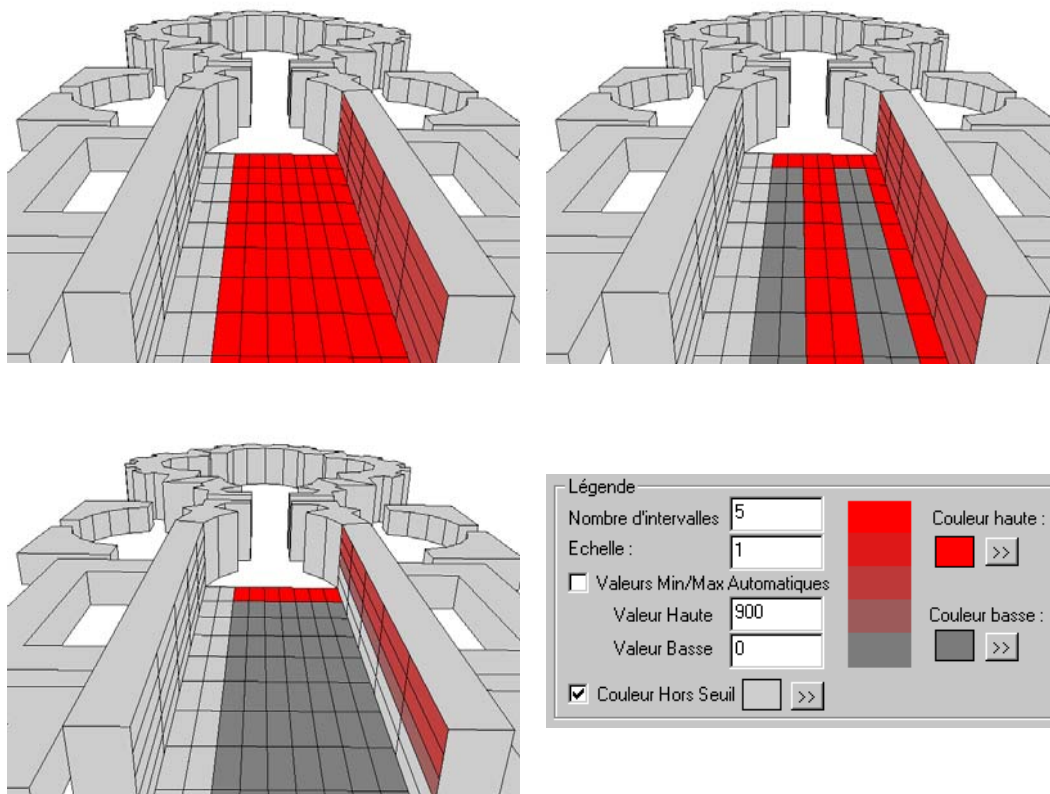 Légende
Nombre d'intervalles 5
Echelle : 1
Couleur haute :
>>
Valeurs Min/Max Automatiques
Valeur Haute 900
Valeur Basse 0
Couleur basse :
>>
Couleur Hors Seuil >>